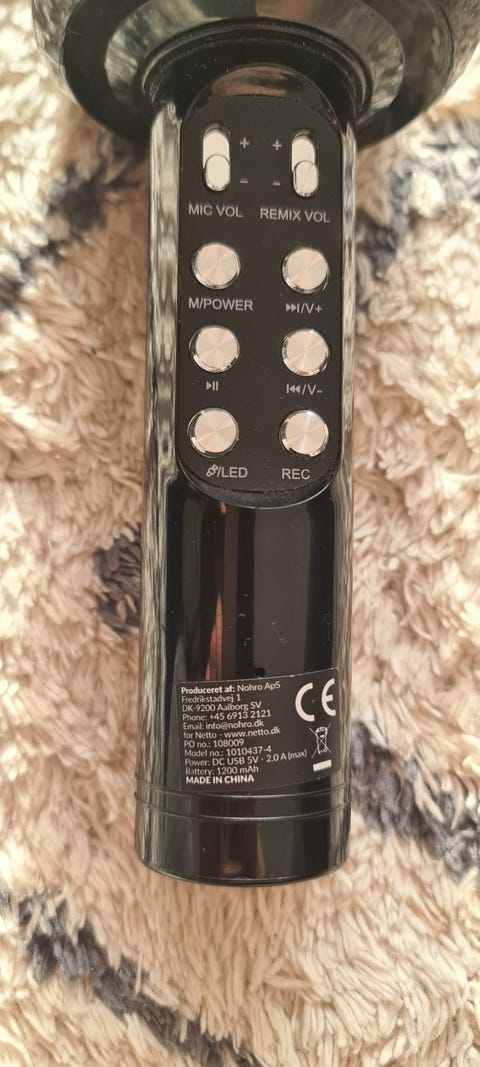 + +
- -
MIC VOL REMIX VOL
M/POWER ⏭/V+
⏯ ⏮/V-
/LED REC
Produceret af: Nohro ApS
Fredrikstadvej 1
DK-9200 Aalborg SV
Phone: +45 6913 2121
Email: info@nohro.dk
for Netto - www.netto.dk
PO no.: 108009
Model no.: 1010437-4
Power: DC USB 5V - 2.0 A (max)
Battery: 1200 mAh
MADE IN CHINA
CE